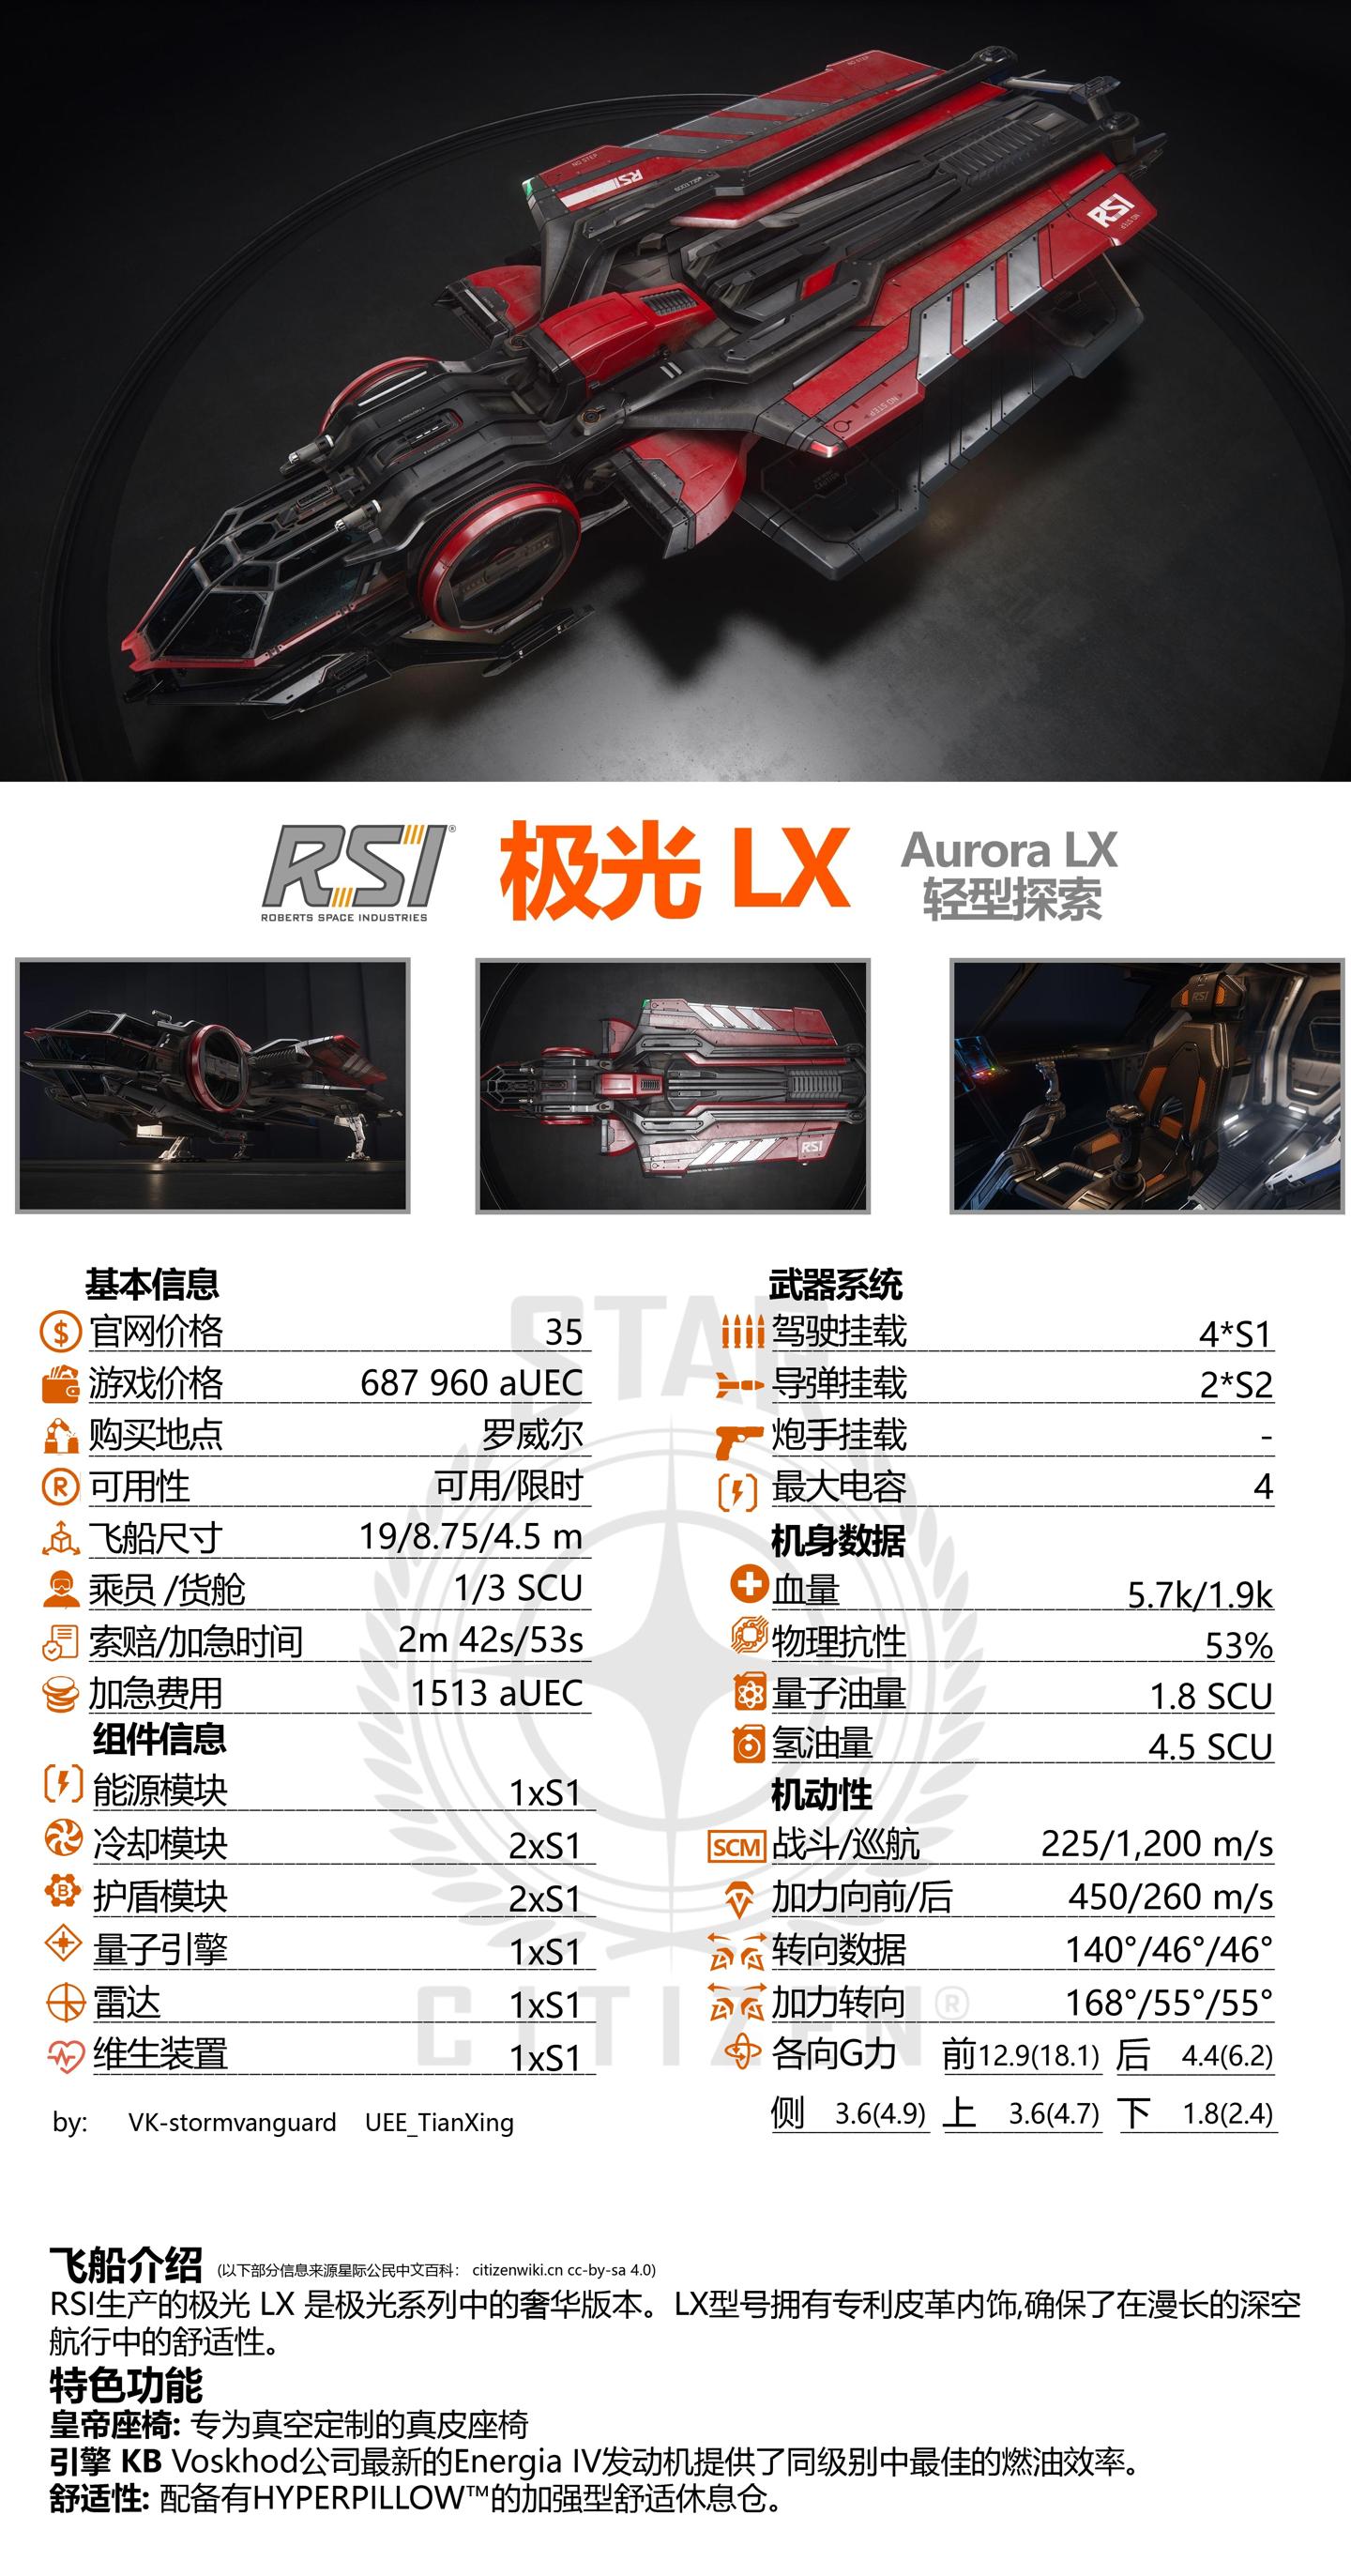 NO STEP
RSI
NO STEP
RSI
NO STEP
RSI®
ROBERTS SPACE INDUSTRIES
极光 LX
Aurora LX
轻型探索
RSI
RSI
基本信息
官网价格 35
游戏价格 687 960 aUEC
购买地点 罗威尔
可用性 可用/限时
飞船尺寸 19/8.75/4.5 m
乘员 /货舱 1/3 SCU
索赔/加急时间 2m 42s/53s
加急费用 1513 aUEC
组件信息
能源模块 1xS1
冷却模块 2xS1
护盾模块 2xS1
量子引擎 1xS1
雷达 1xS1
维生装置 1xS1
by: VK-stormvanguard UEE_TianXing
武器系统
驾驶挂载 4*S1
导弹挂载 2*S2
炮手挂载 -
最大电容 4
机身数据
血量 5.7k/1.9k
物理抗性 53%
量子油量 1.8 SCU
氢油量 4.5 SCU
机动性
SCM 战斗/巡航 225/1,200 m/s
加力向前/后 450/260 m/s
转向数据 140°/46°/46°
加力转向 168°/55°/55°
各向G力 前12.9(18.1) 后 4.4(6.2)
侧 3.6(4.9) 上 3.6(4.7) 下 1.8(2.4)
STAR
CITIZEN®
飞船介绍 (以下部分信息来源星际公民中文百科： citizenwiki.cn cc-by-sa 4.0)
RSI生产的极光 LX 是极光系列中的奢华版本。LX型号拥有专利皮革内饰,确保了在漫长的深空
航行中的舒适性。
特色功能
皇帝座椅: 专为真空定制的真皮座椅
引擎 KB Voskhod公司最新的Energia IV发动机提供了同级别中最佳的燃油效率。
舒适性: 配备有HYPERPILLOW™的加强型舒适休息仓。